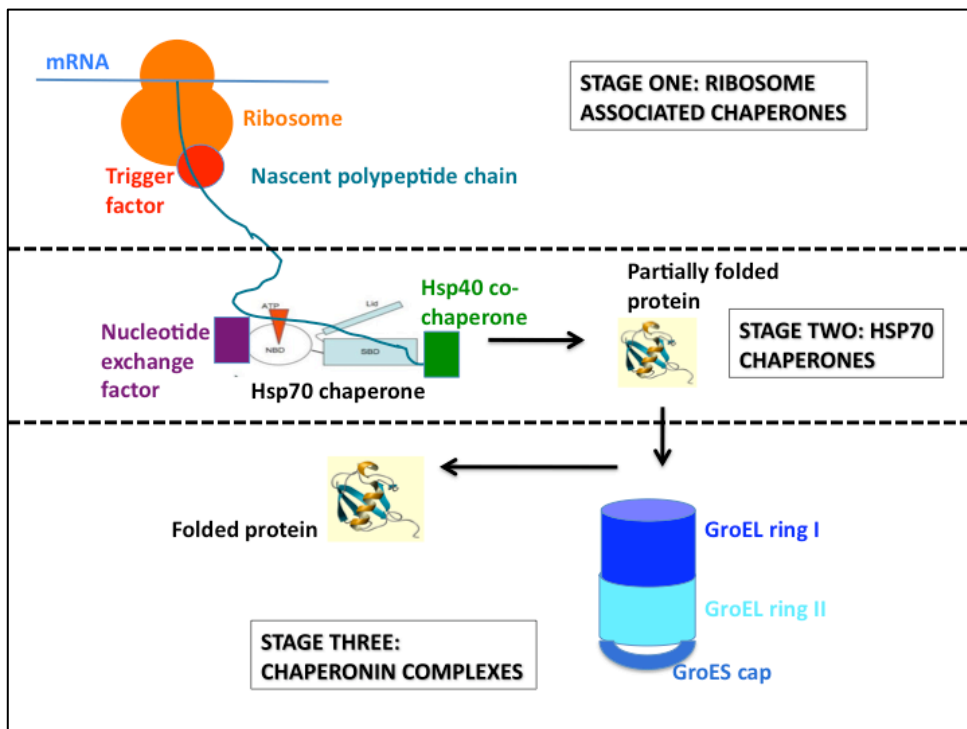 mRNA
STAGE ONE: RIBOSOME
ASSOCIATED CHAPERONES
Ribosome
Trigger
factor
Nascent polypeptide chain
Partially folded
protein
Hsp40 co-
chaperone
Lid
ATP
NBD
SBD
Nucleotide
exchange
factor
Hsp70 chaperone
STAGE TWO: HSP70
CHAPERONES
Folded protein
GroEL ring I
GroEL ring II
GroES cap
STAGE THREE:
CHAPERONIN COMPLEXES